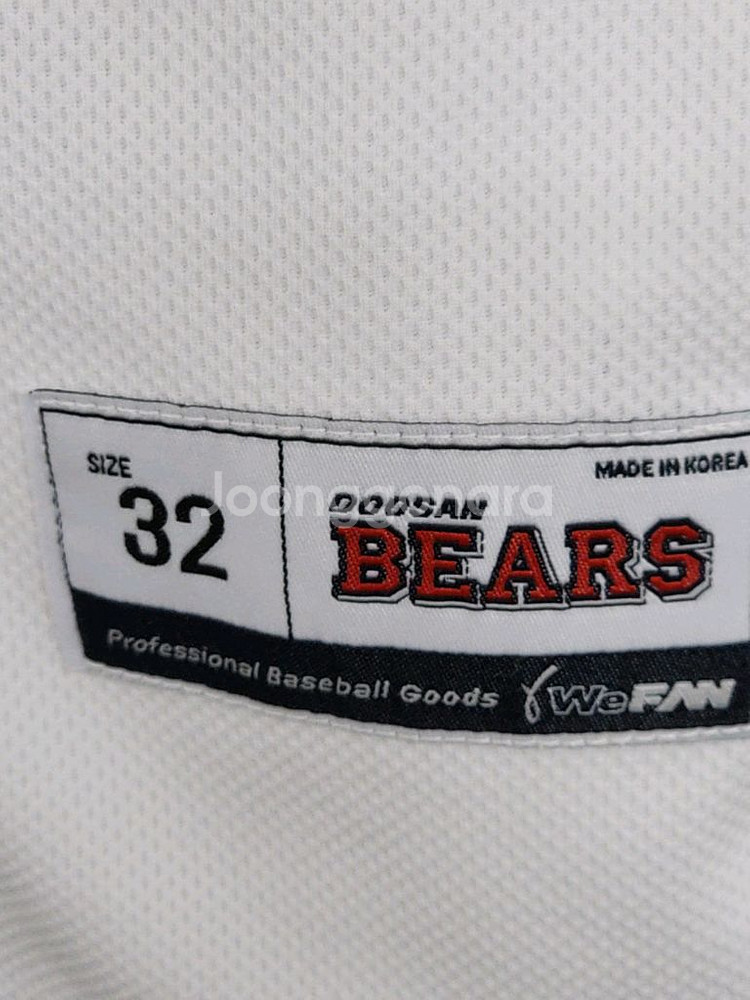 SIZE
32
MADE IN KOREA
DOOSAN
BEARS
Professional Baseball Goods
WeFAN
Joonggonara